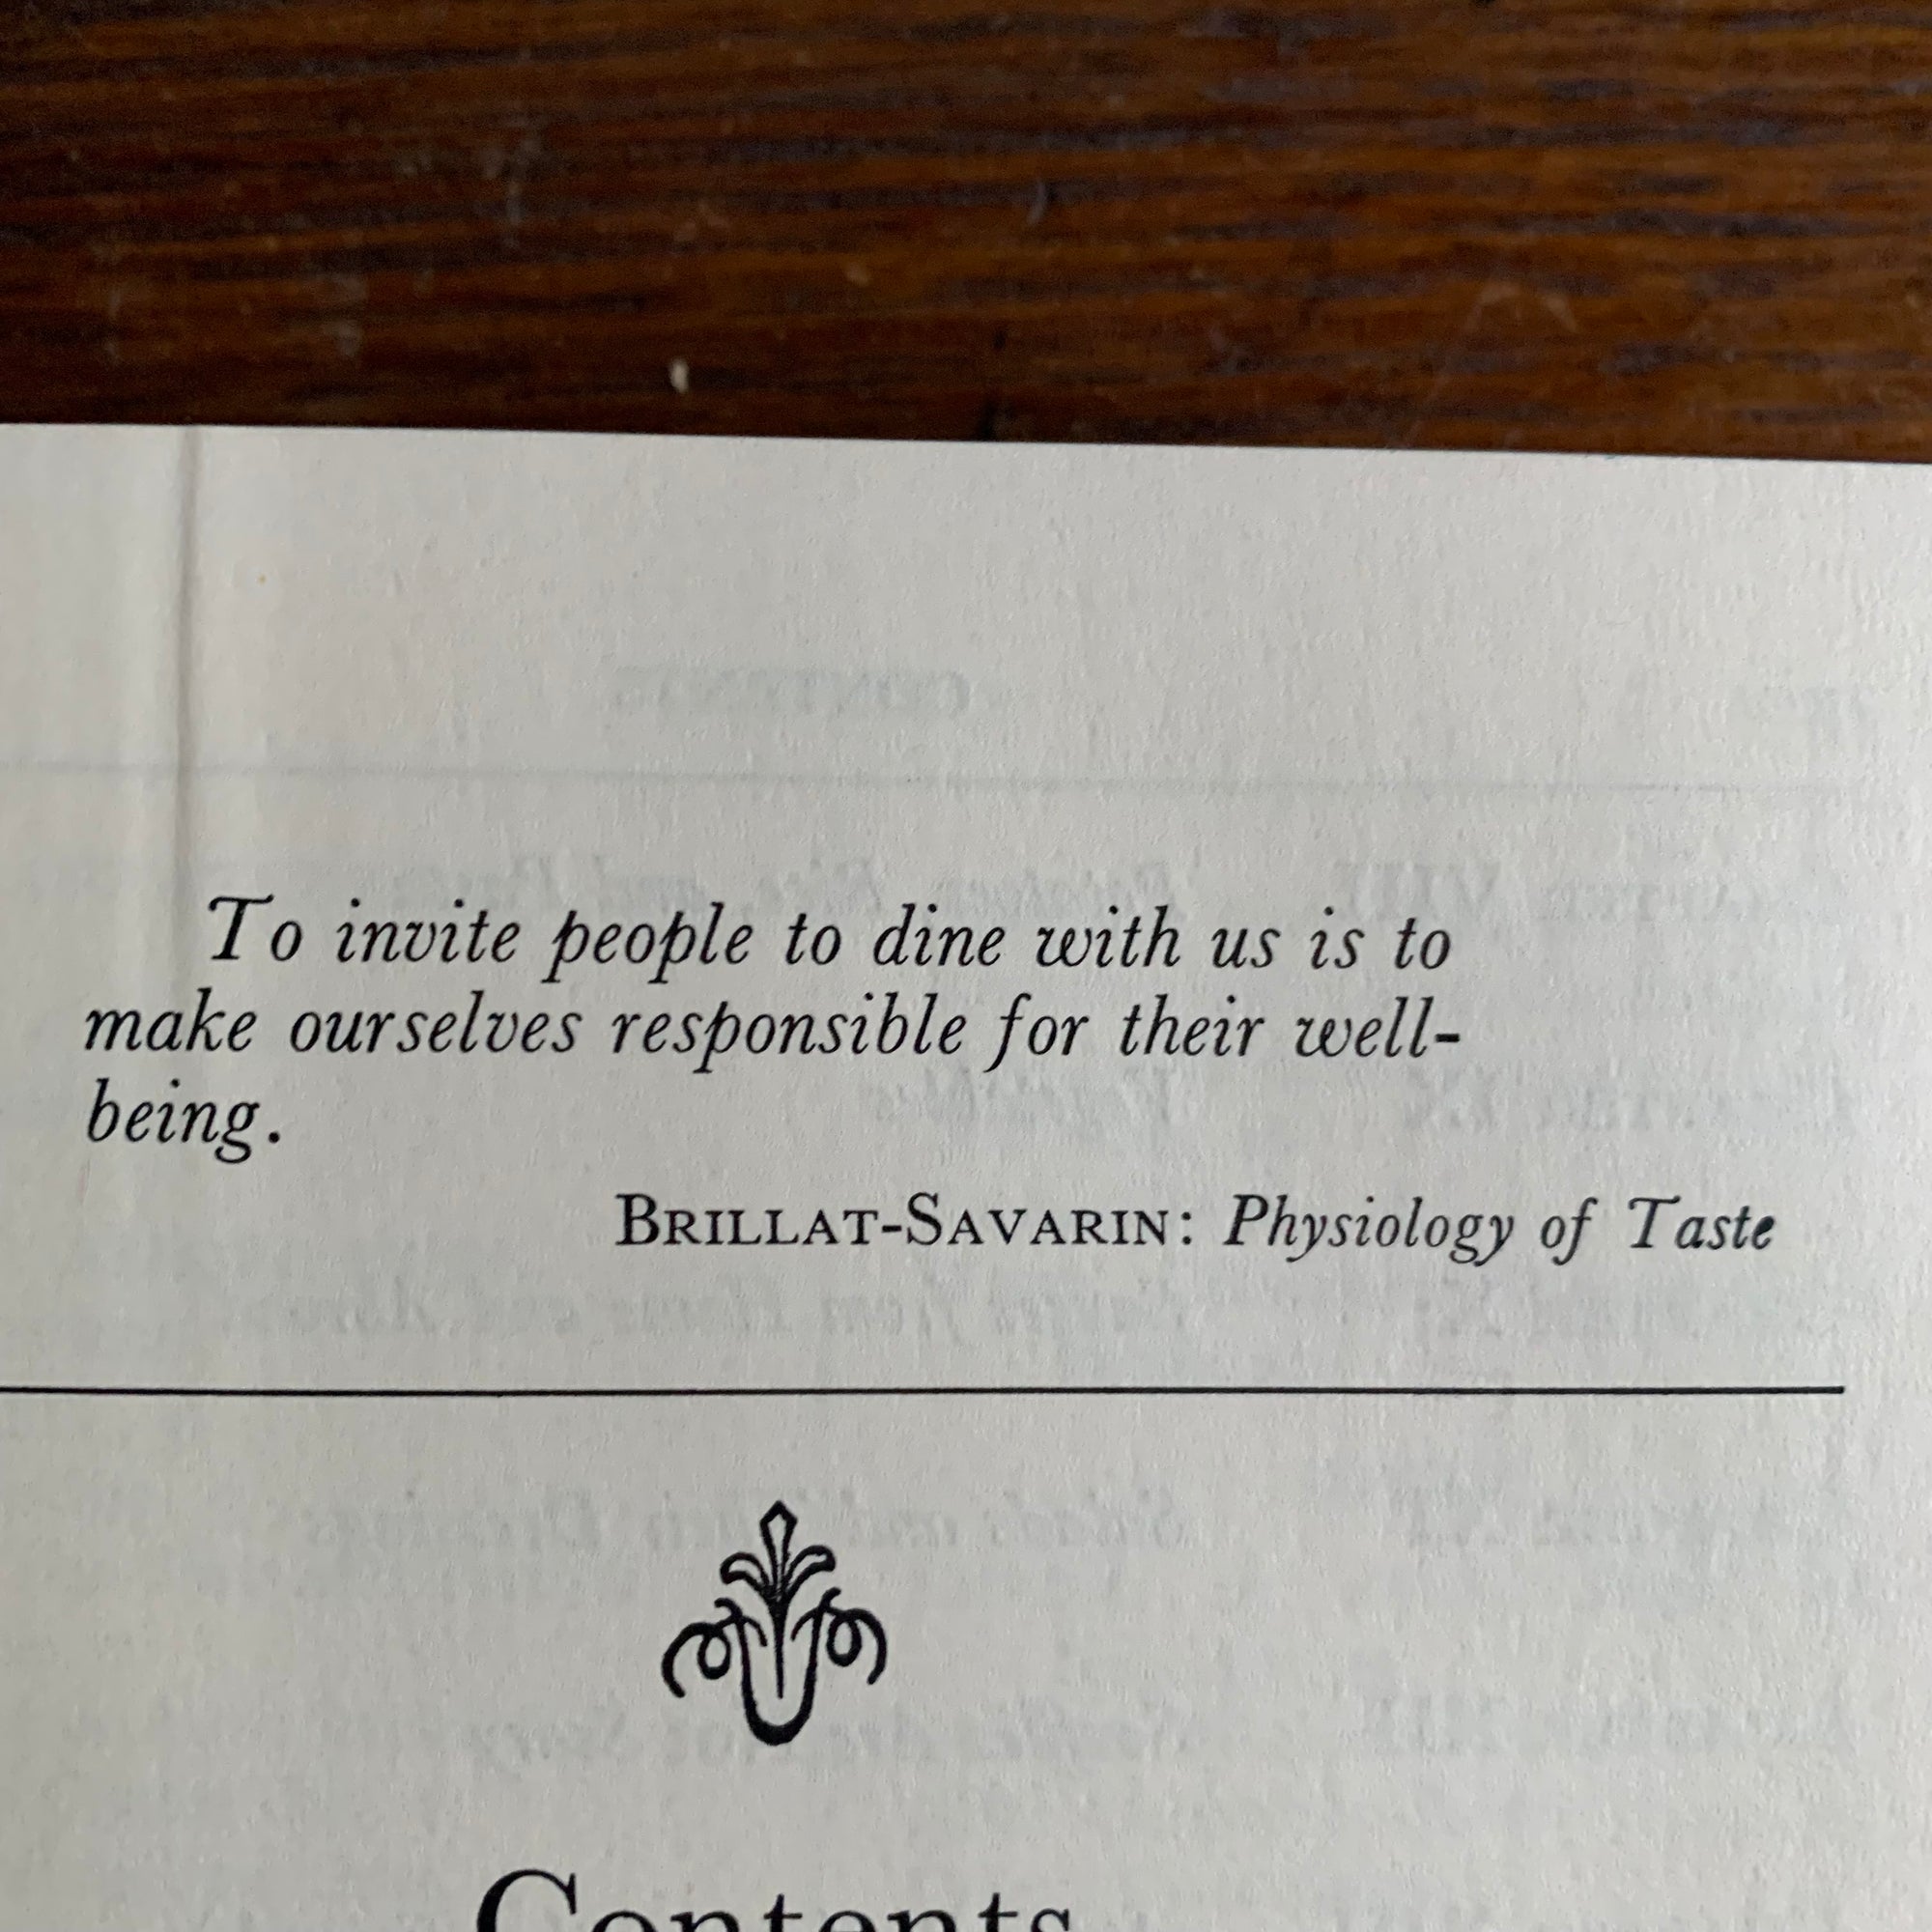 To invite people to dine with us is to
make ourselves responsible for their well-
being.
BRILLAT-SAVARIN: Physiology of Taste
Contents